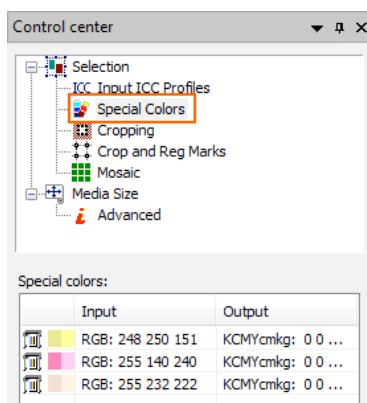 Control center
Selection
ICC Input ICC Profiles
Special Colors
Cropping
Crop and Reg Marks
Mosaic
Media Size
i Advanced
Special colors:
Input Output
RGB: 248 250 151 KCMYcmkg: 0 0 ...
RGB: 255 140 240 KCMYcmkg: 0 0 ...
RGB: 255 232 222 KCMYcmkg: 0 0 ...